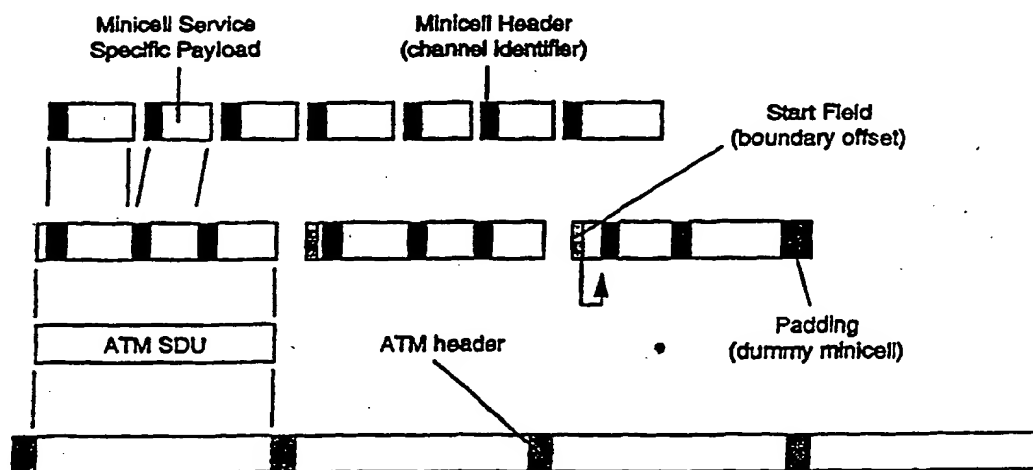 Minicell Service
Specific Payload
Minicell Header
(channel identifier)
Start Field
(boundary offset)
Padding
(dummy minicell)
ATM SDU
ATM header